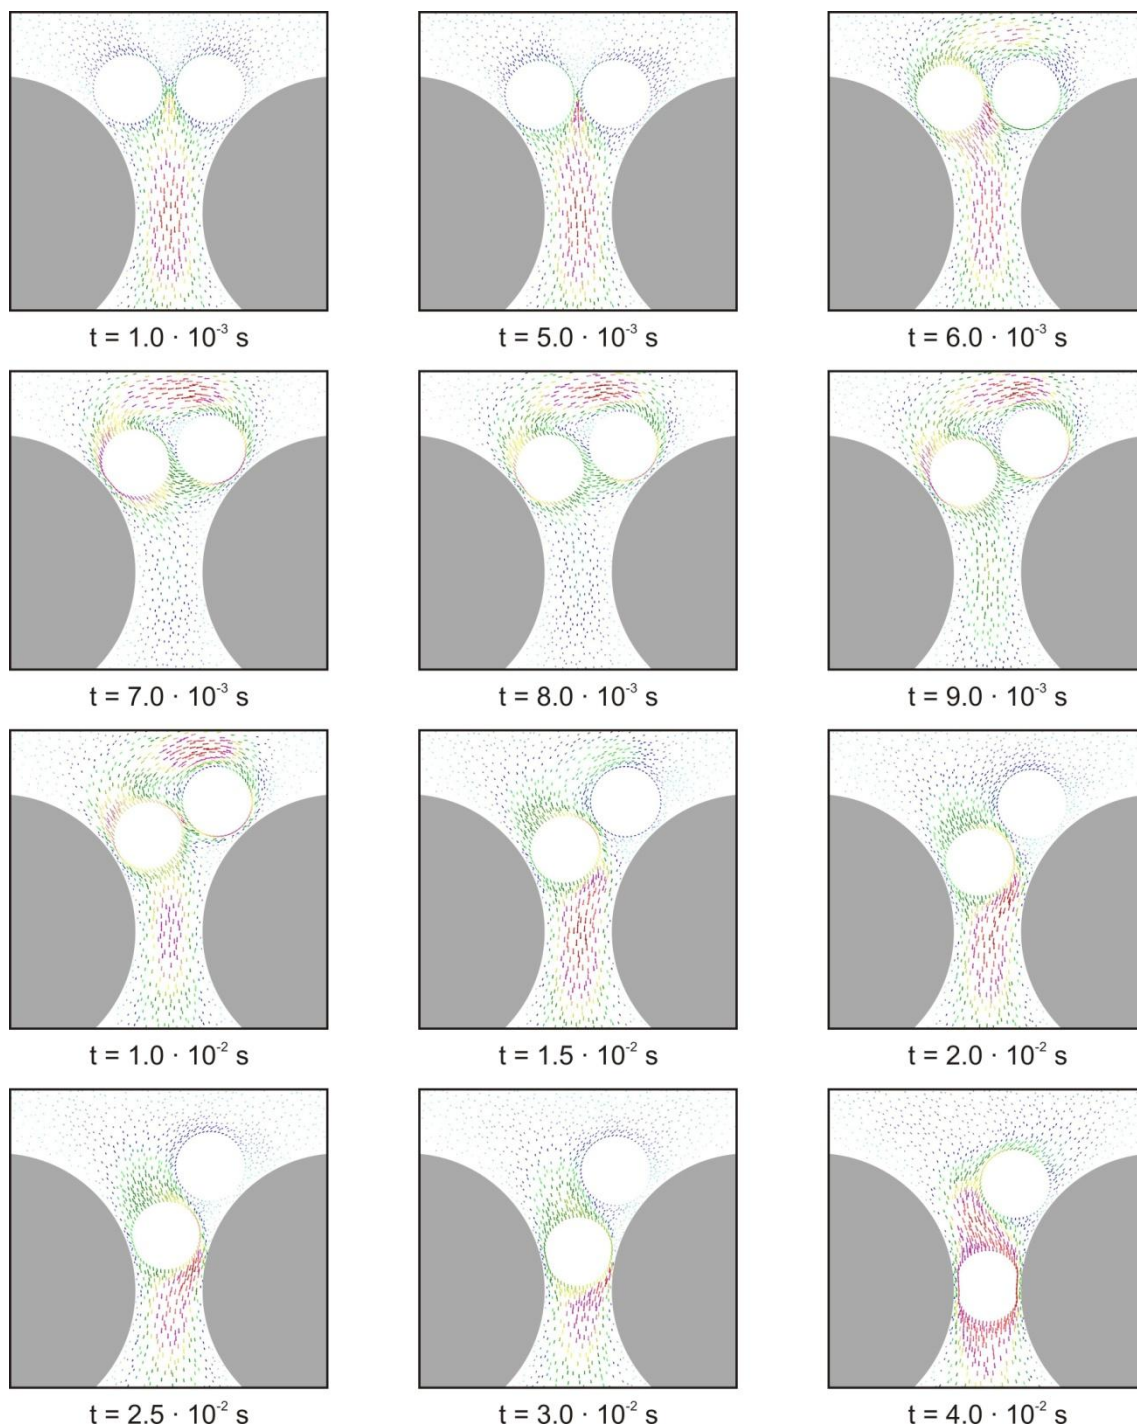 t = 1.0 · 10⁻³ s
t = 5.0 · 10⁻³ s
t = 6.0 · 10⁻³ s
t = 7.0 · 10⁻³ s
t = 8.0 · 10⁻³ s
t = 9.0 · 10⁻³ s
t = 1.0 · 10⁻² s
t = 1.5 · 10⁻² s
t = 2.0 · 10⁻² s
t = 2.5 · 10⁻² s
t = 3.0 · 10⁻² s
t = 4.0 · 10⁻² s